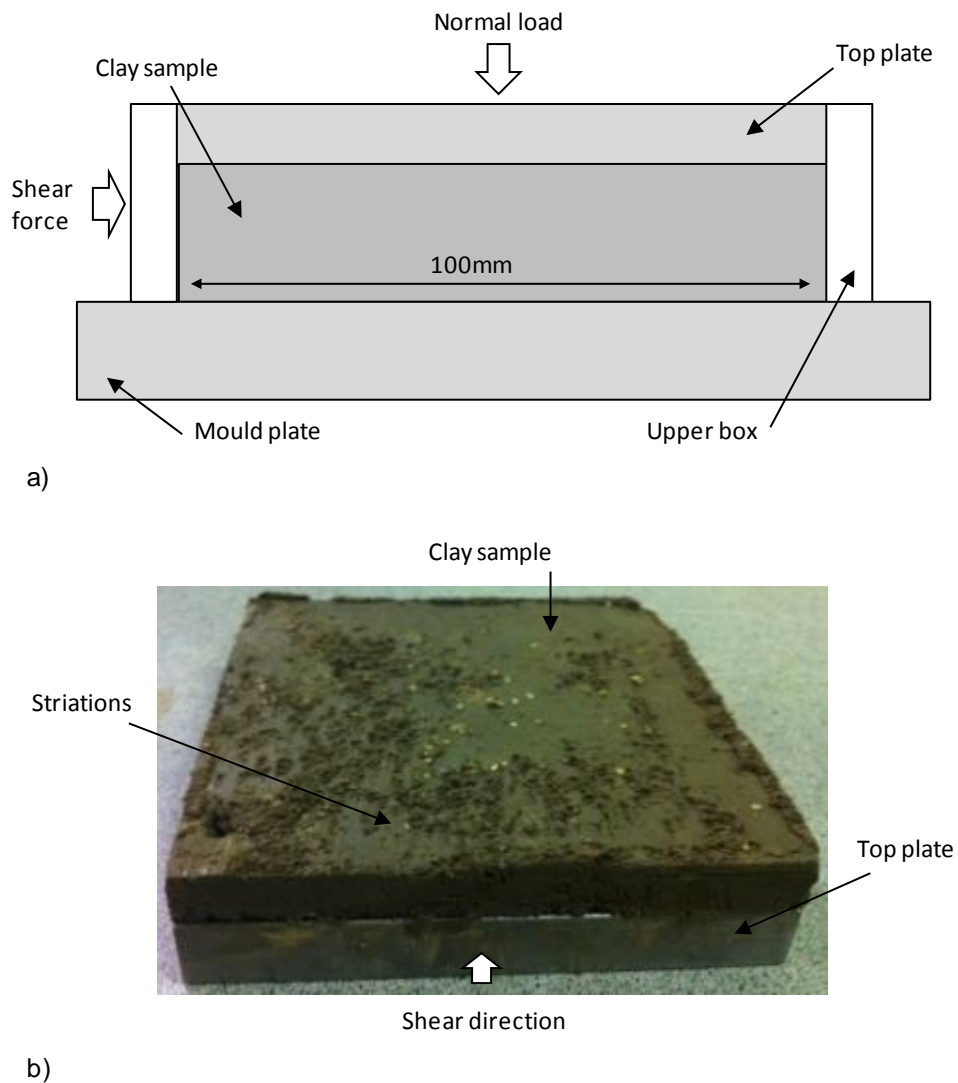 Normal load
Clay sample
Top plate
Shear
force
100mm
Mould plate
Upper box
a)
Clay sample
Striations
Top plate
Shear direction
b)